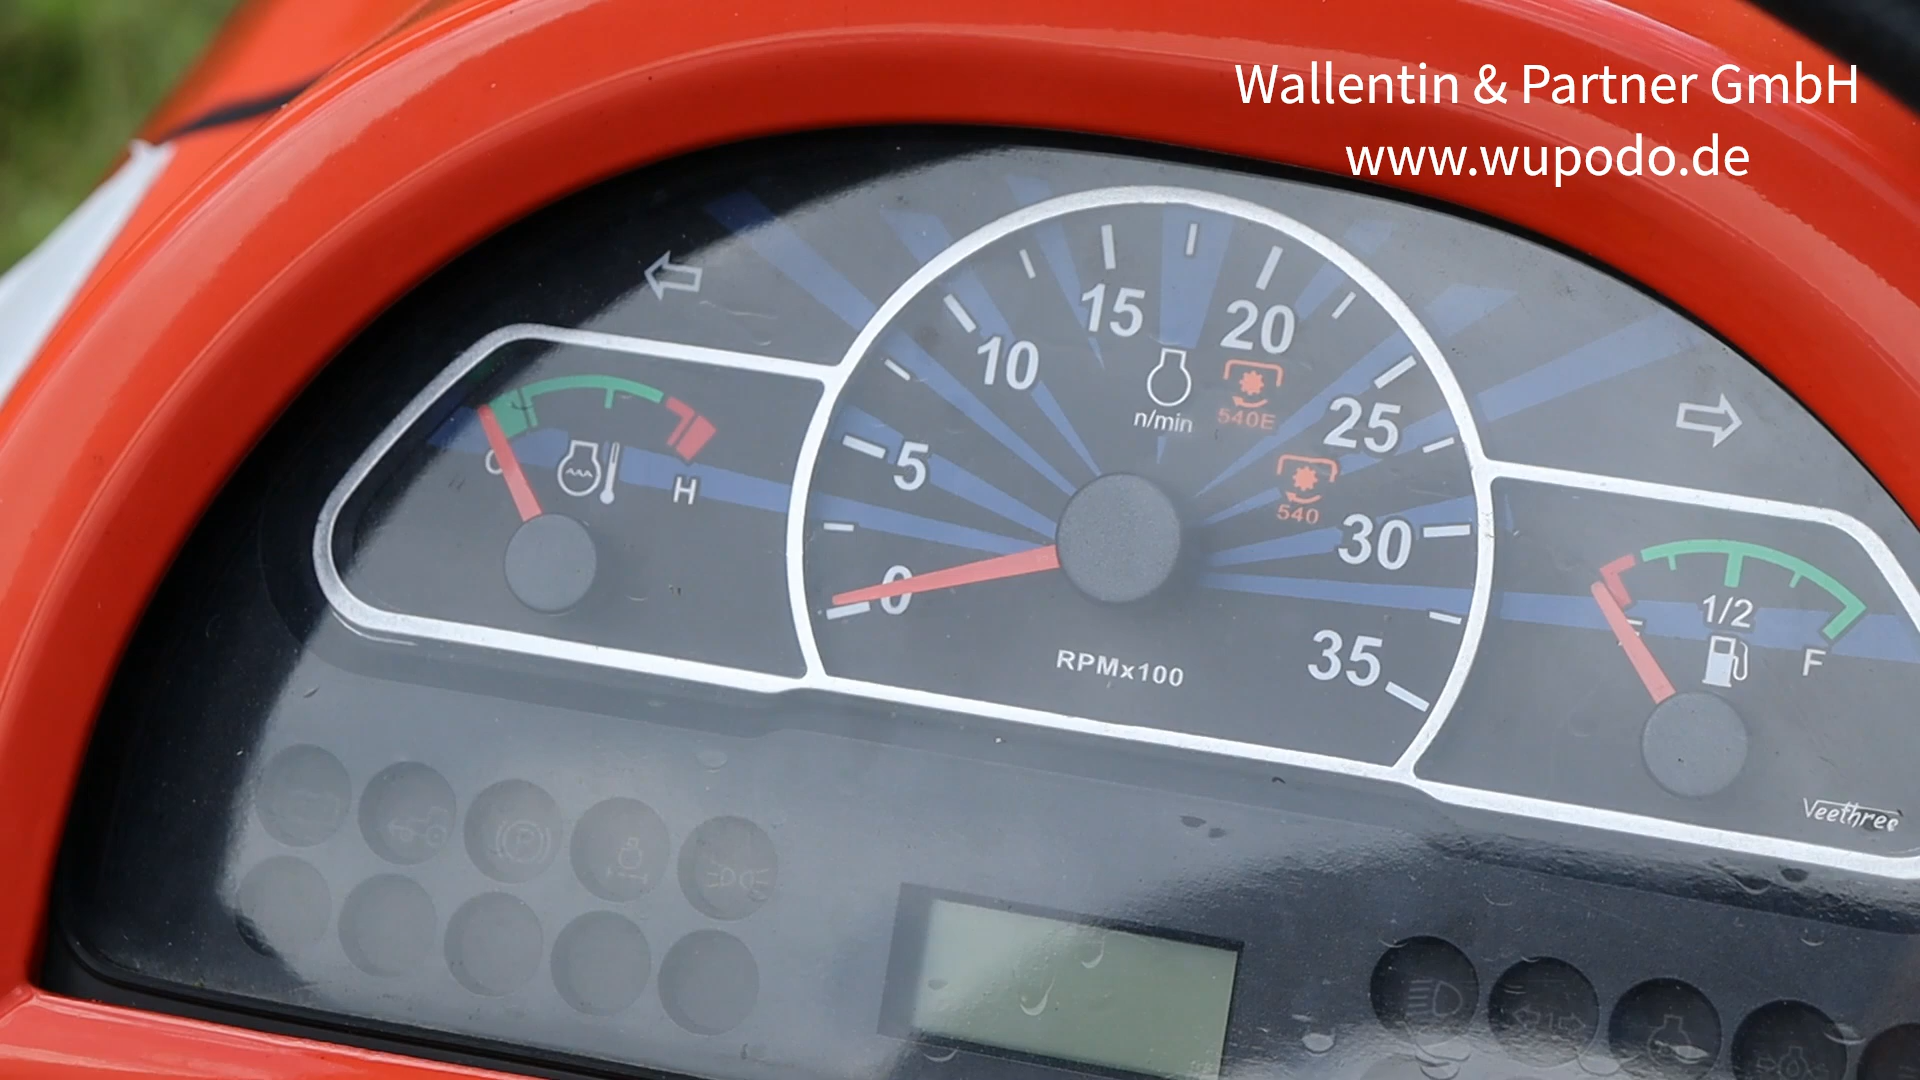 Wallentin & Partner GmbH
www.wupodo.de
15
20
10
n/min
540E
25
5
C
H
540
30
0
1/2
E
F
RPMx100
35
Veethree